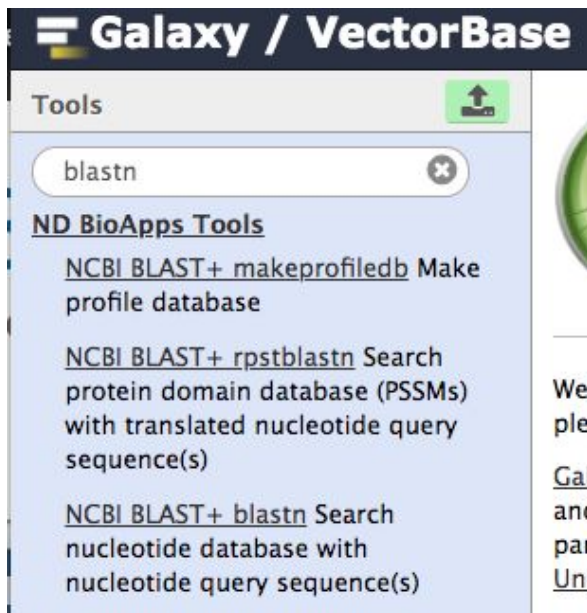 Galaxy / VectorBase
Tools
blastn
ND BioApps Tools
NCBI BLAST+ makeprofiledb Make
profile database
NCBI BLAST+ rpstblastn Search
protein domain database (PSSMs)
with translated nucleotide query
sequence(s)
NCBI BLAST+ blastn Search
nucleotide database with
nucleotide query sequence(s)
We